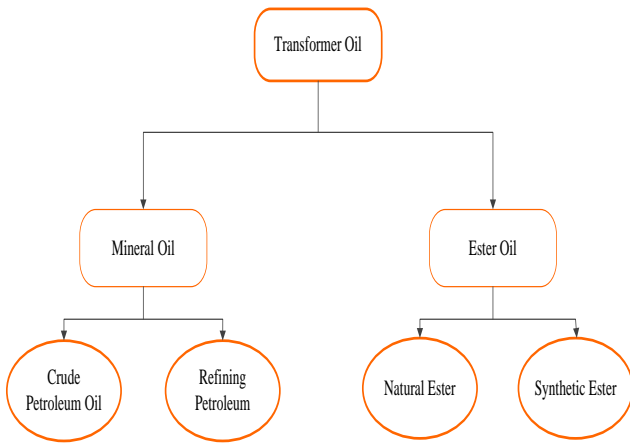 Transformer Oil
Mineral Oil
Ester Oil
Crude
Petroleum Oil
Refining
Petroleum
Natural Ester
Synthetic Ester